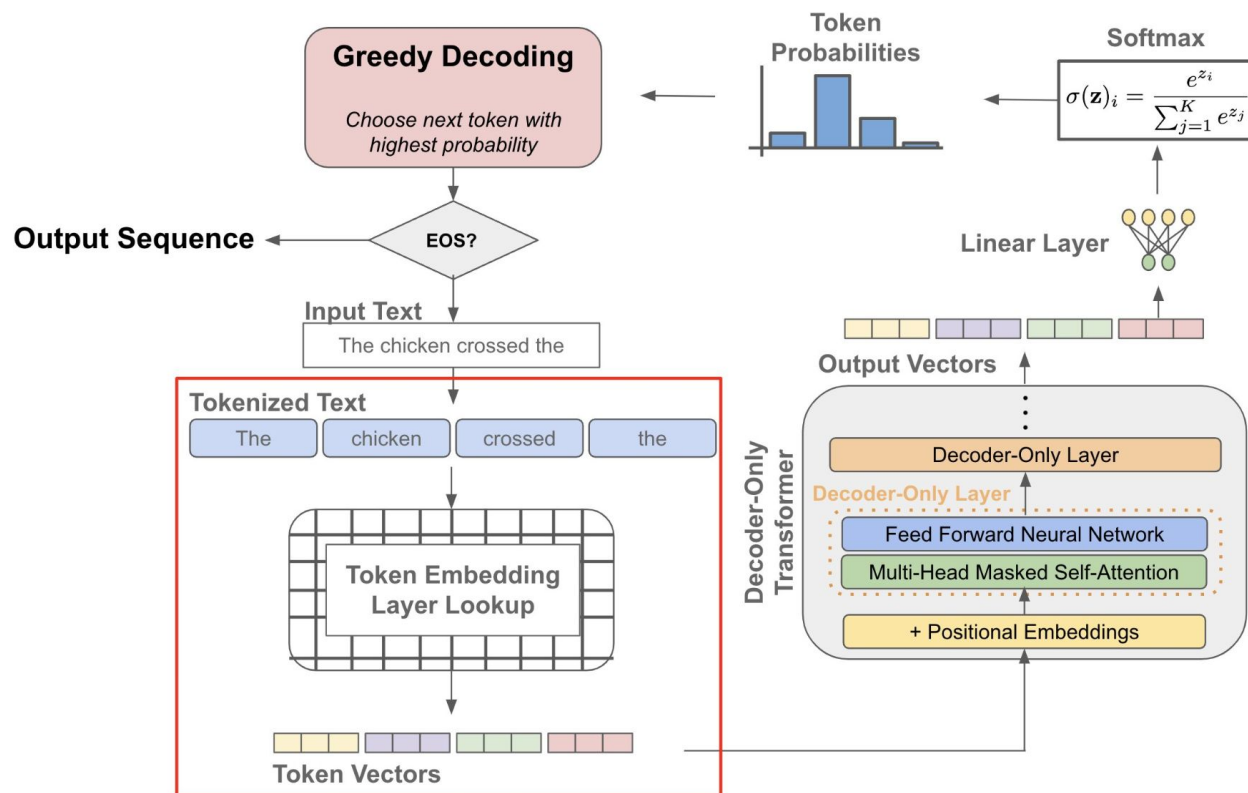 Greedy Decoding
Choose next token with
highest probability
EOS?
Output Sequence
Input Text
The chicken crossed the
Tokenized Text
The
chicken
crossed
the
Token Embedding
Layer Lookup
Token Vectors
Decoder-Only
Transformer
+ Positional Embeddings
Multi-Head Masked Self-Attention
Feed Forward Neural Network
Decoder-Only Layer
Decoder-Only Layer
Output Vectors
Linear Layer
Softmax
σ(𝐳)ᵢ = e^{z_i} / ∑_{j=1}^{K} e^{z_j}
Token
Probabilities